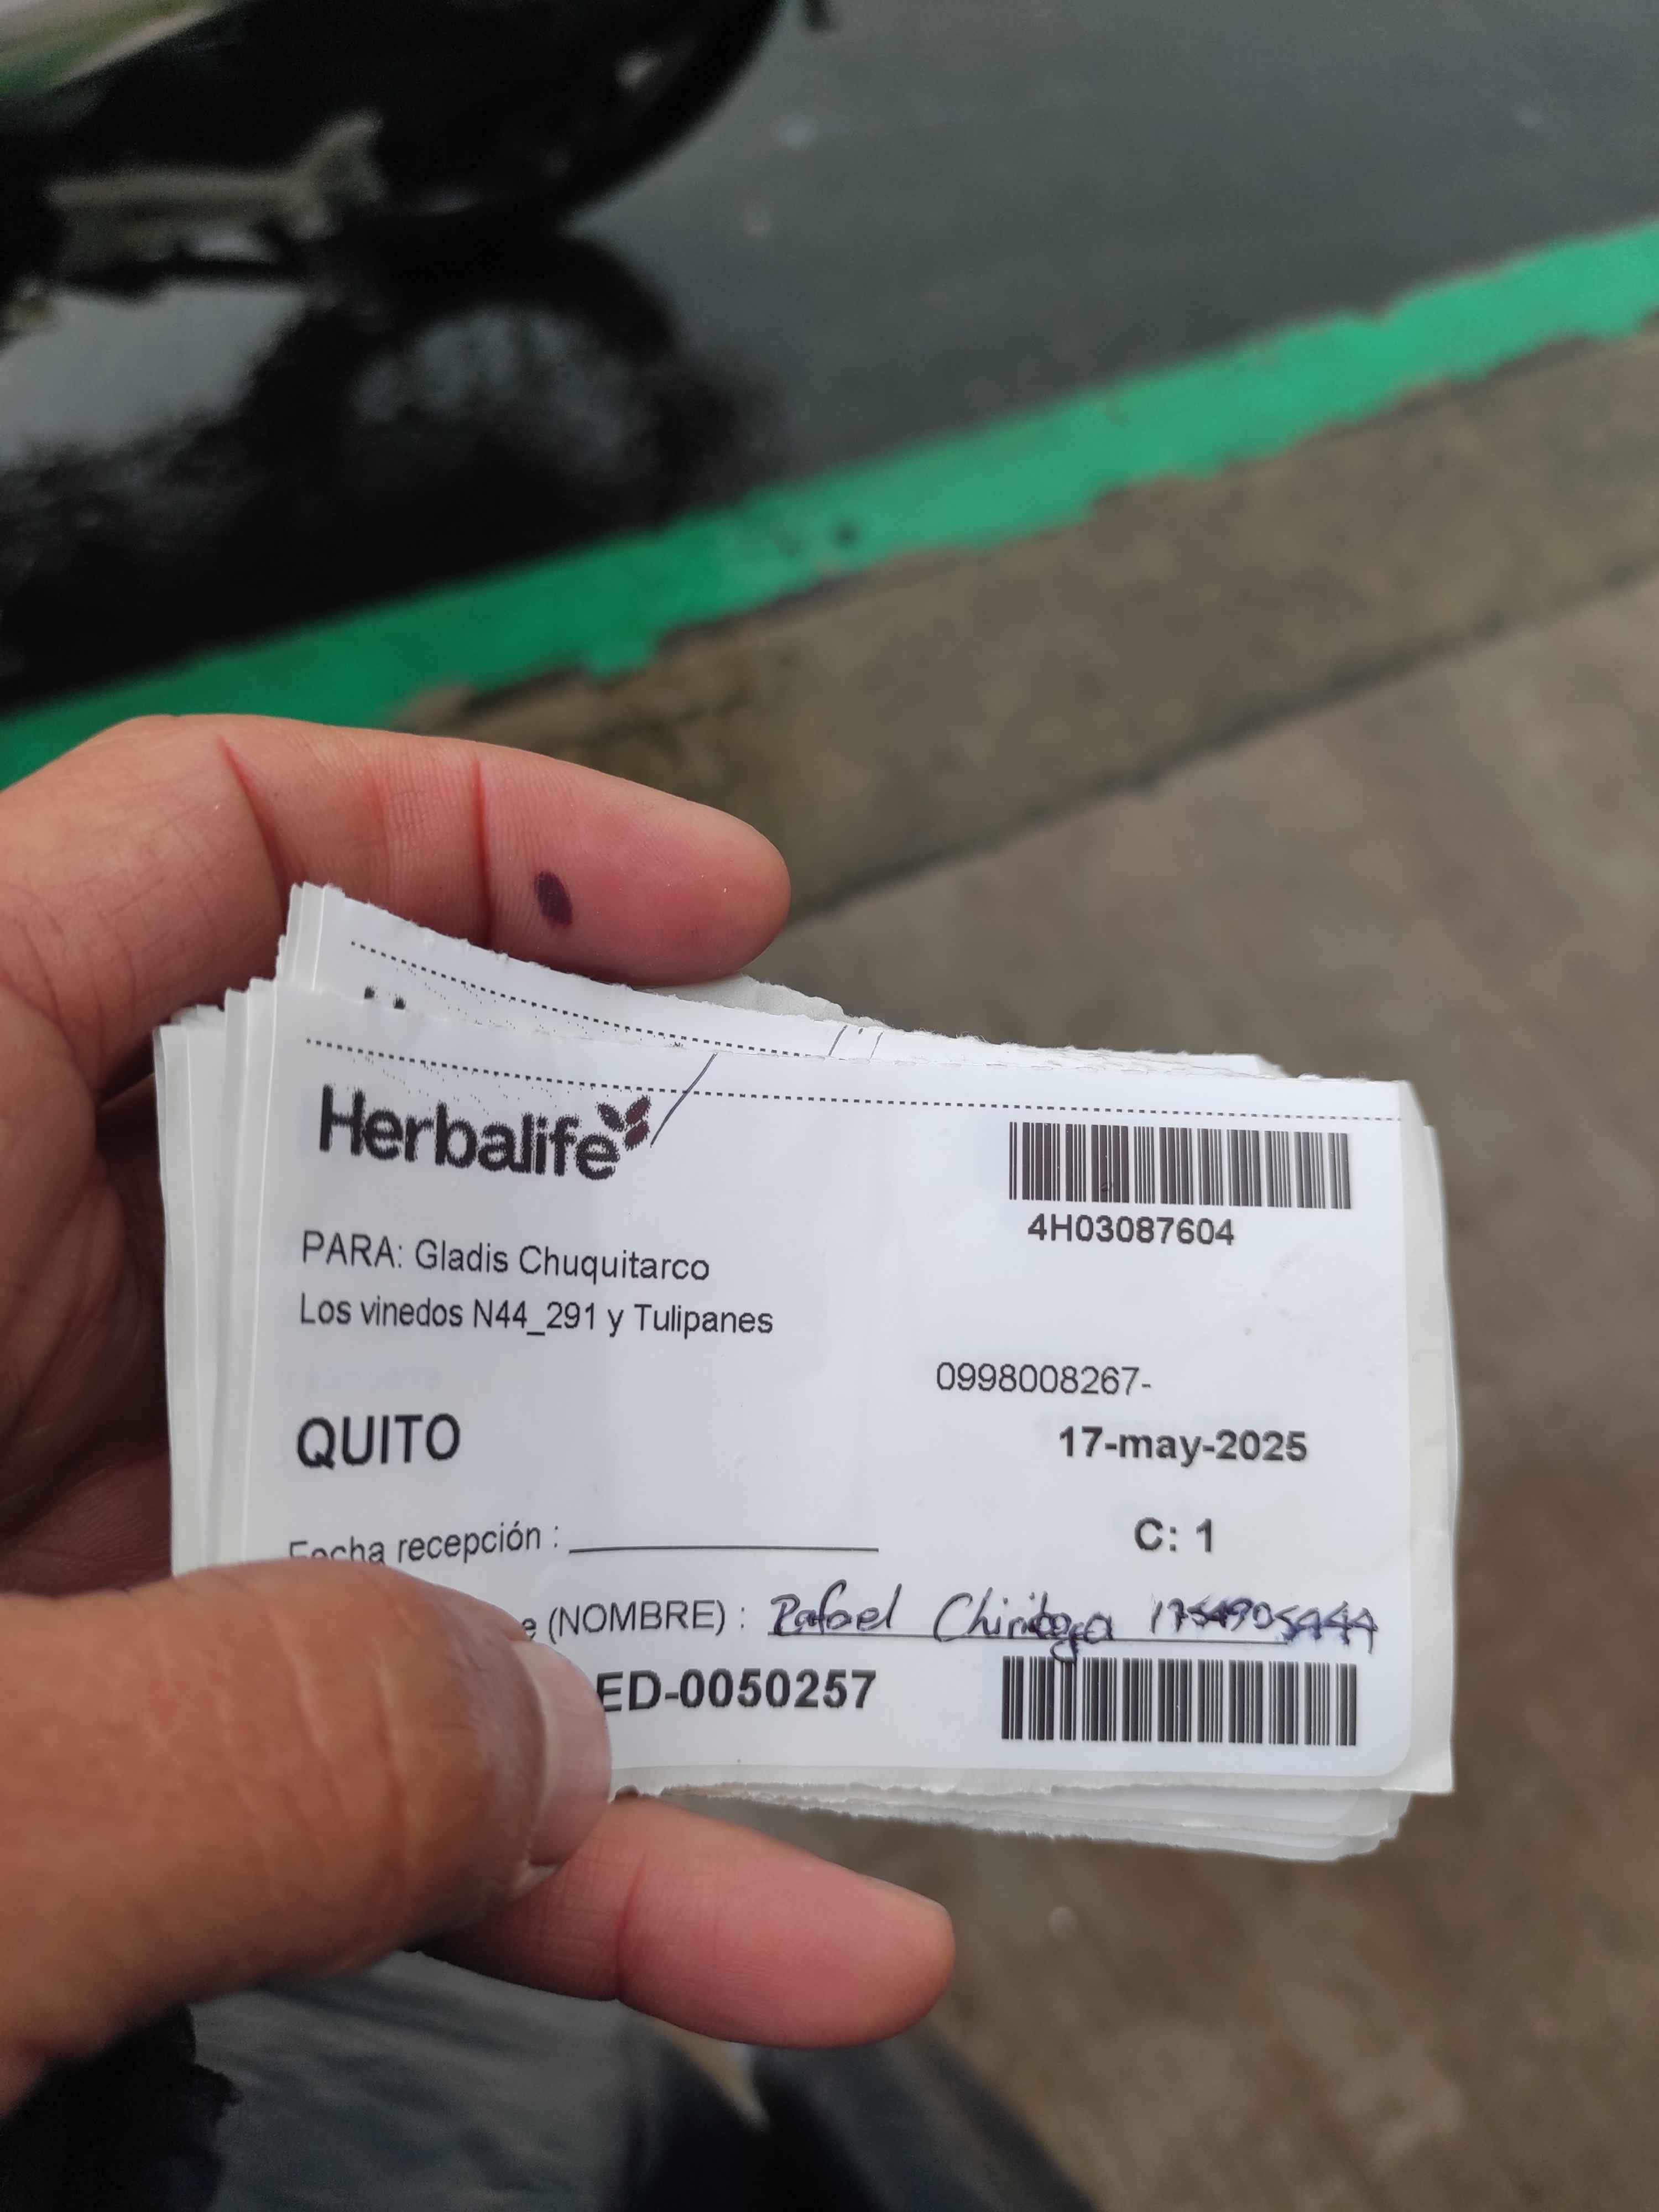 Herbalife
4H03087604
PARA: Gladis Chuquitarco
Los vinedos N44_291 y Tulipanes
0998008267-
QUITO
17-may-2025
Fecha recepción :
C: 1
e (NOMBRE) : Rafael Chiriboga
ED-0050257